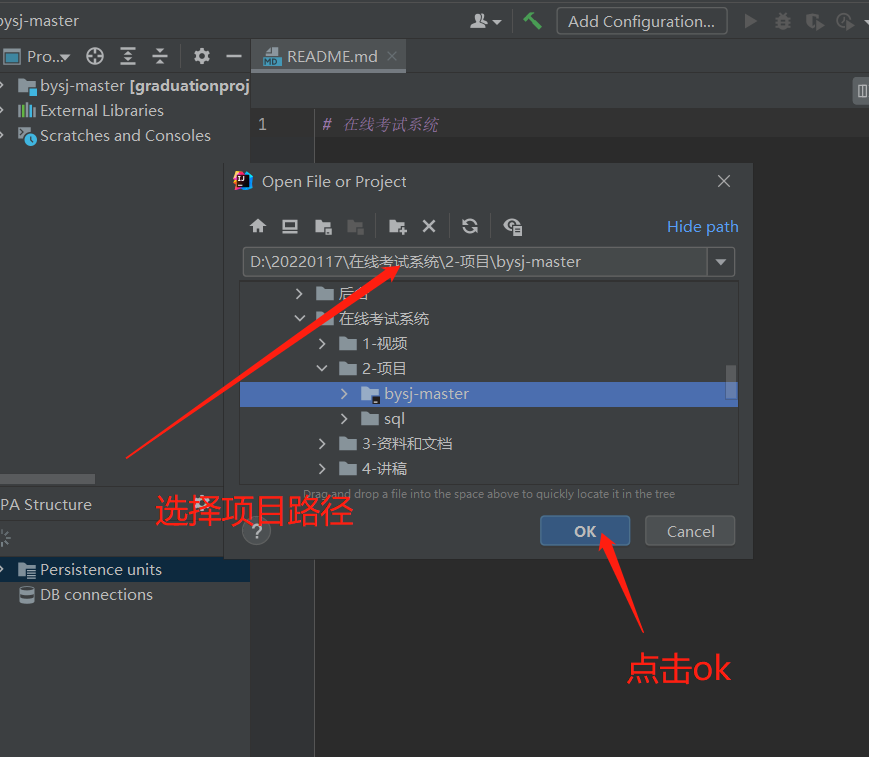 bysj-master
Add Configuration...
Pro...
README.md
bysj-master [graduationproj
External Libraries
Scratches and Consoles
1
# 在线考试系统
Open File or Project
Hide path
D:\20220117\在线考试系统\2-项目\bysj-master
后台
在线考试系统
1-视频
2-项目
bysj-master
sql
3-资料和文档
4-讲稿
Drag and drop a file into the space above to quickly locate it in the tree
PA Structure
选择项目路径
?
OK
Cancel
Persistence units
DB connections
点击ok